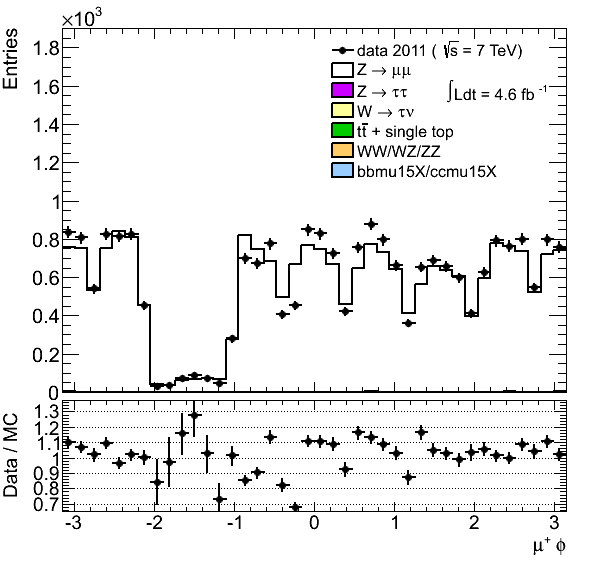 ×10³
Entries
1.8
1.6
1.4
1.2
1
0.8
0.6
0.4
0.2
0
data 2011 ( √s = 7 TeV)
Z → μμ
Z → ττ
∫Ldt = 4.6 fb⁻¹
W → τν
tt̄ + single top
WW/WZ/ZZ
bbmu15X/ccmu15X
Data / MC
1.3
1.2
1.1
1
0.9
0.8
0.7
-3 -2 -1 0 1 2 3
μ⁺ ϕ